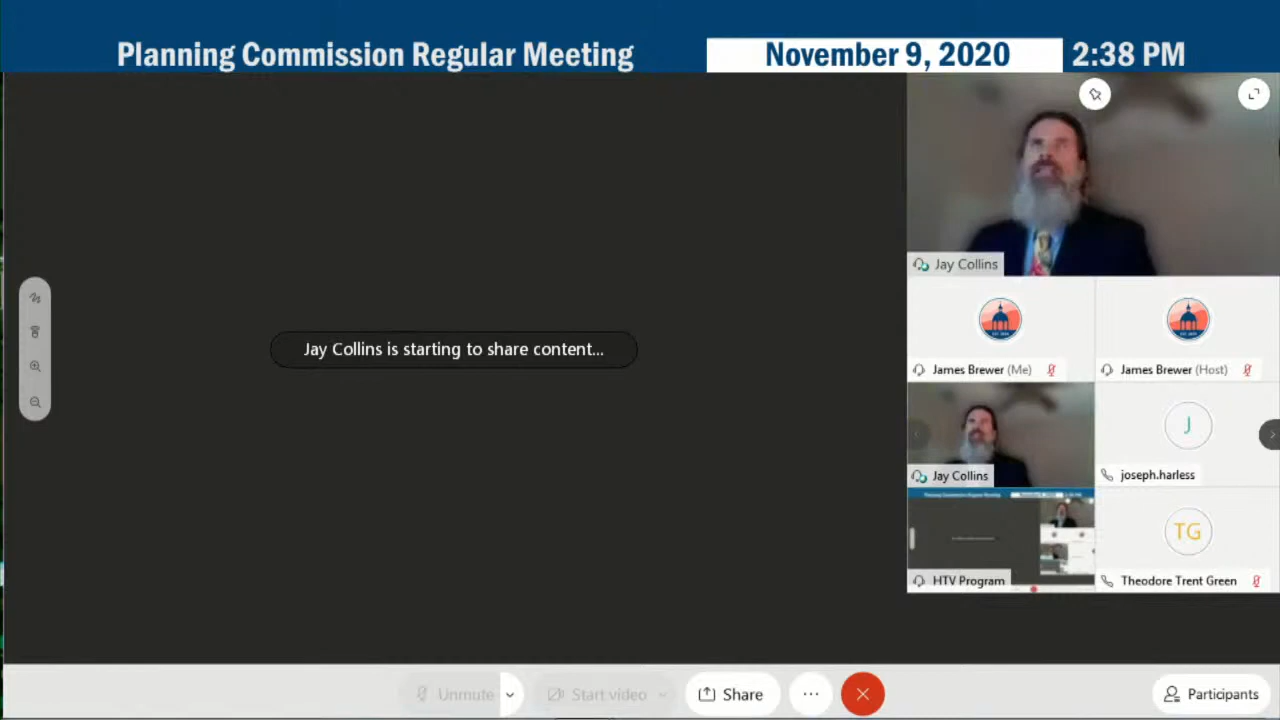 Planning Commission Regular Meeting
November 9, 2020
2:38 PM
Jay Collins is starting to share content...
Jay Collins
James Brewer (Me)
James Brewer (Host)
Jay Collins
J
joseph.harless
HTV Program
TG
Theodore Trent Green
Unmute
Start video
Share
Participants